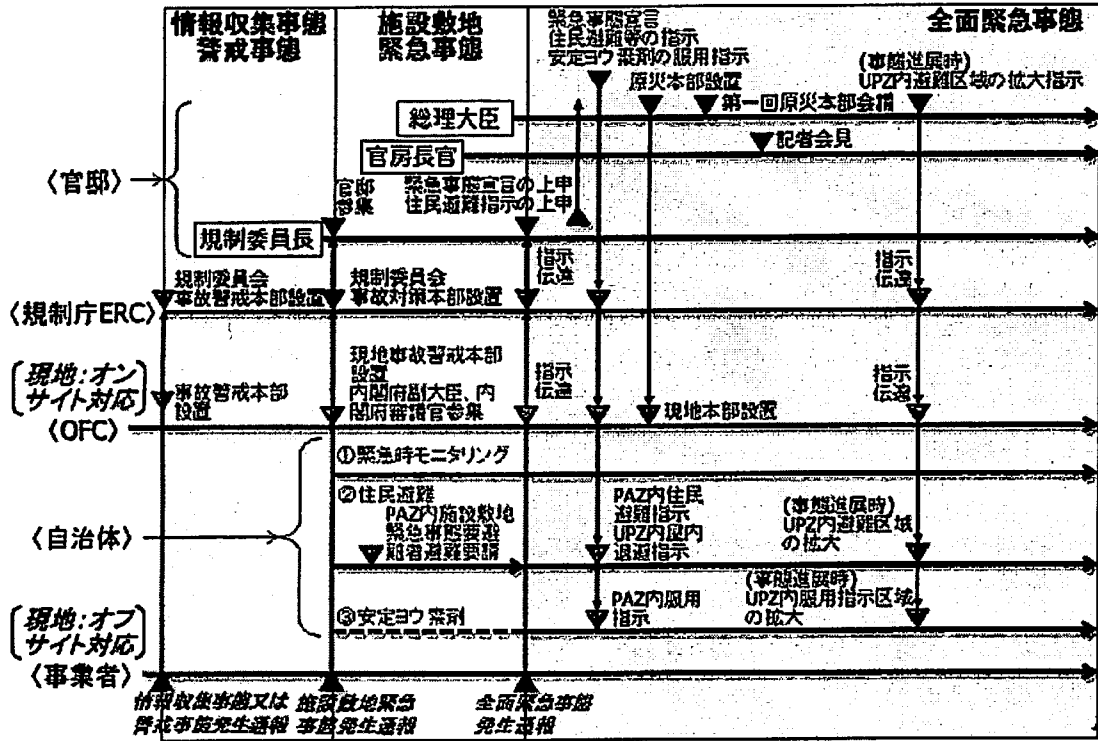 情報収集事態
警戒事態
施設敷地
緊急事態
全面緊急事態
緊急事態宣言
住民避難等の指示
安定ヨウ素剤の服用指示
原災本部設置
(事態進展時)
UPZ内避難区域の拡大指示
総理大臣
第一回原災本部会議
官房長官
記者会見
〈官邸〉
官邸
参集
緊急事態宣言の上申
住民避難指示の上申
規制委員長
規制委員会
事故警戒本部設置
規制委員会
事故対策本部設置
指示
伝達
指示
伝達
〈規制庁ERC〉
現地:オン
サイト対応
〈OFC〉
事故警戒本部
設置
現地事故警戒本部
設置
内閣府副大臣、内
閣府審議官参集
指示
伝達
現地本部設置
指示
伝達
①緊急時モニタリング
〈自治体〉
②住民避難
PAZ内施設敷地
緊急事態要避
難者避難要請
PAZ内住民
避難指示
UPZ内屋内
退避指示
(事態進展時)
UPZ内避難区域
の拡大
③安定ヨウ素剤
PAZ内服用
指示
(事態進展時)
UPZ内服用指示区域
の拡大
現地:オフ
サイト対応
〈事業者〉
情報収集事態又は
警戒事態発生通報
施設敷地緊急
事態発生通報
全面緊急事態
発生通報